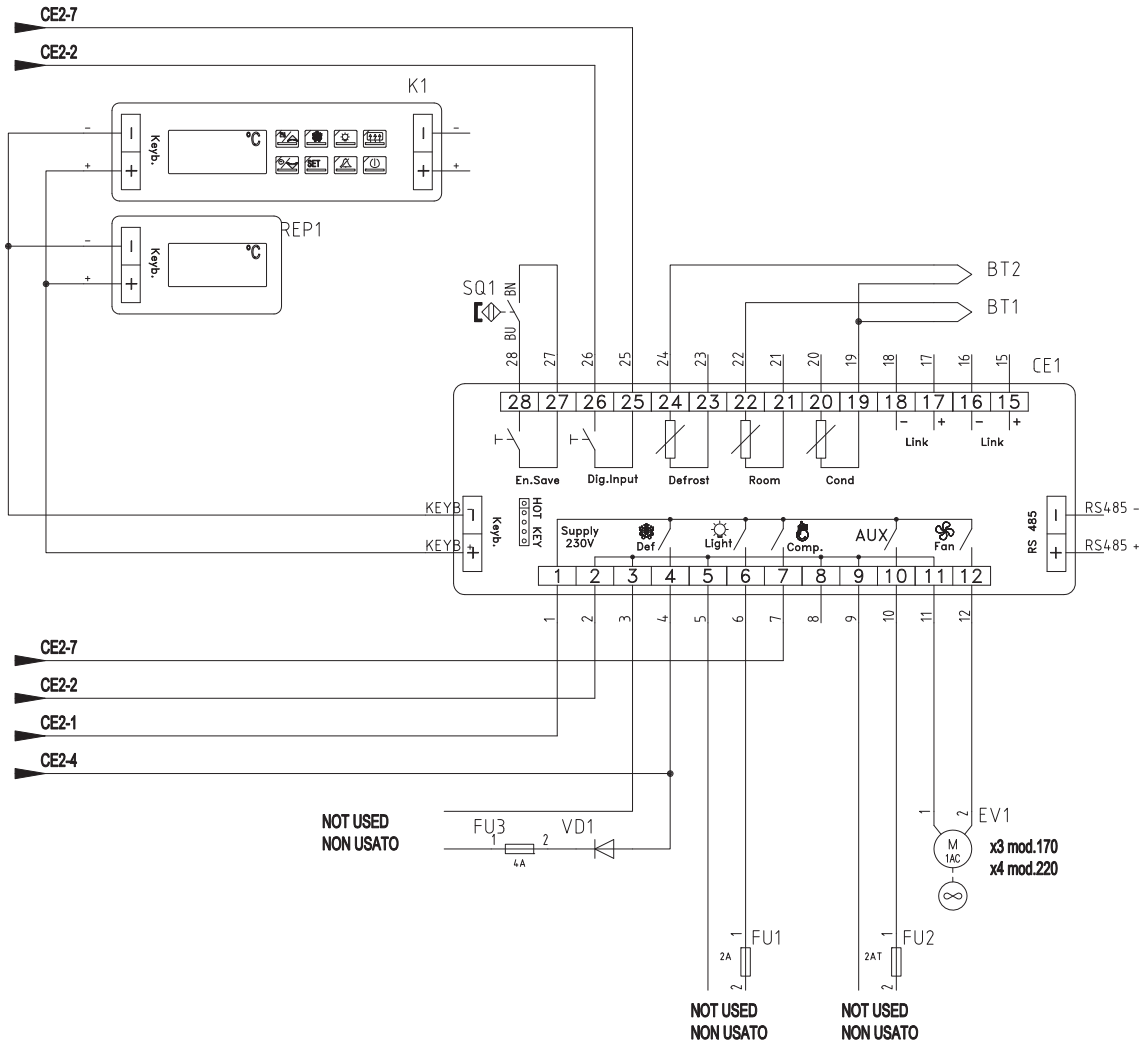 CE2-7
CE2-2
K1
- Keyb. °C SET -
+ +
REP1
- Keyb. °C
+
SQ1 BN BU
BT2
BT1
28 27 26 25 24 23 22 21 20 19 18 17 16 15
CE1
28 27 26 25 24 23 22 21 20 19 18 17 16 15
- + - +
Link Link
En.Save Dig.Input Defrost Room Cond
KEYB - Keyb. HOT KEY
KEYB +
Supply 230V Def Light Comp. AUX Fan
RS 485 - RS485 -
+ RS485 +
1 2 3 4 5 6 7 8 9 10 11 12
1 2 3 4 5 6 7 8 9 10 11 12
CE2-7
CE2-2
CE2-1
CE2-4
NOT USED
NON USATO
FU3 1 2 4A VD1
1 2 EV1
M 1AC
x3 mod.170
x4 mod.220
1 FU1 2A 2
1 FU2 2AT 2
NOT USED
NON USATO
NOT USED
NON USATO